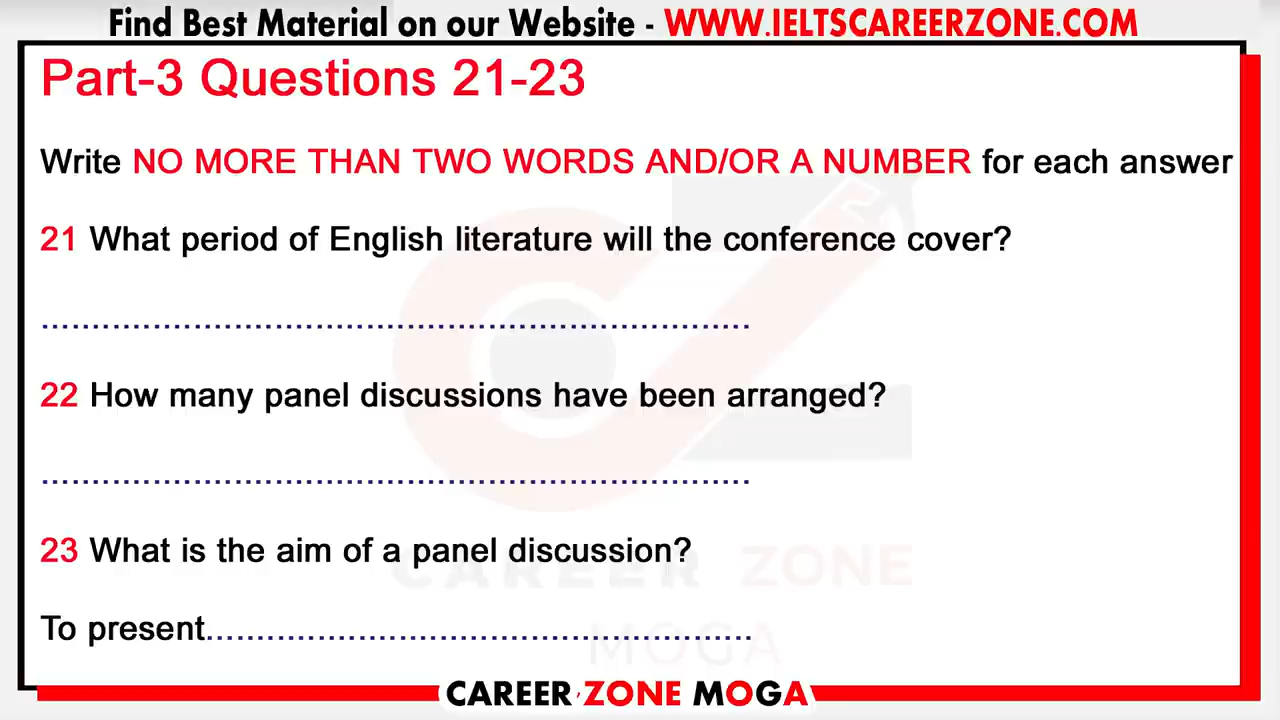 Find Best Material on our Website - WWW.IELTSCAREERZONE.COM
Part-3 Questions 21-23
Write NO MORE THAN TWO WORDS AND/OR A NUMBER for each answer
21 What period of English literature will the conference cover?
......................................................................
22 How many panel discussions have been arranged?
......................................................................
23 What is the aim of a panel discussion?
CAREER ZONE
To present......................................................
MOGA
CAREER ZONE MOGA